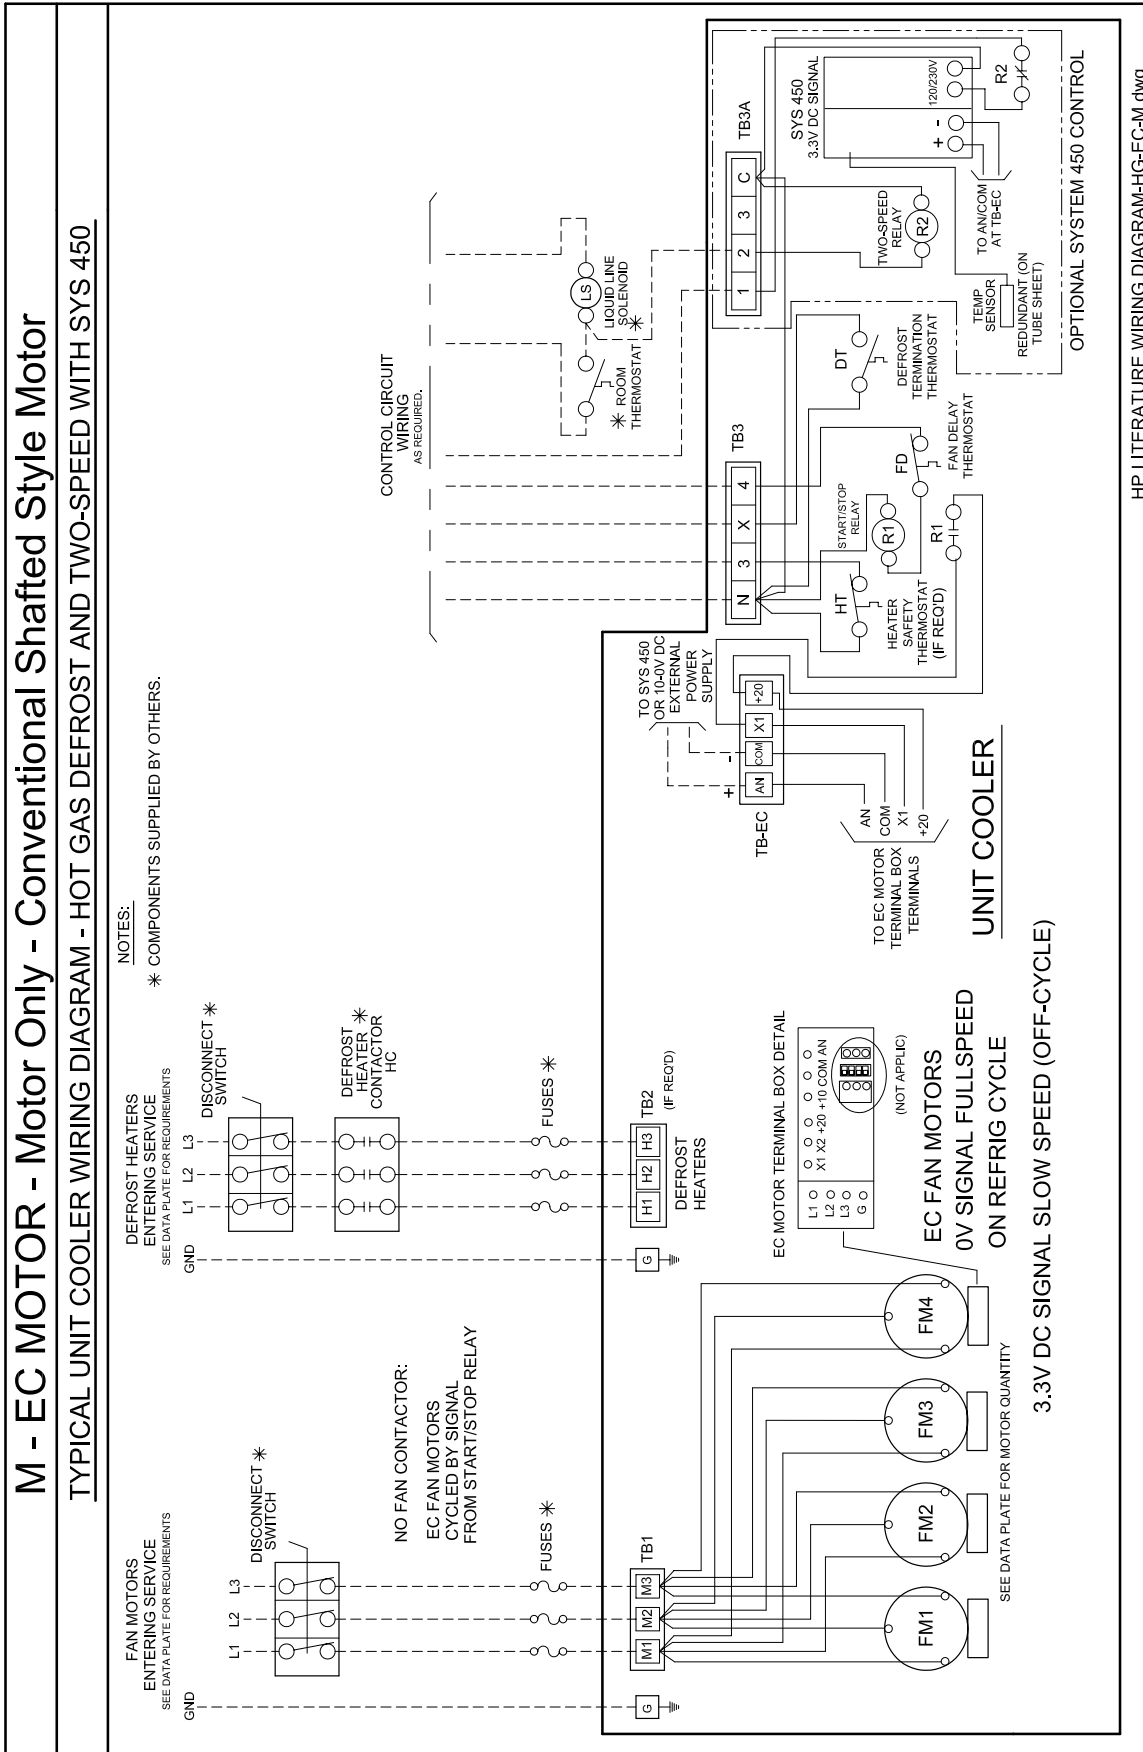 M - EC MOTOR - Motor Only - Conventional Shafted Style Motor
TYPICAL UNIT COOLER WIRING DIAGRAM - HOT GAS DEFROST AND TWO-SPEED WITH SYS 450
FAN MOTORS
ENTERING SERVICE
SEE DATA PLATE FOR REQUIREMENTS
GND
L1
L2
L3
DISCONNECT *
SWITCH
NO FAN CONTACTOR:
EC FAN MOTORS
CYCLED BY SIGNAL
FROM START/STOP RELAY
FUSES *
G
M1
M2
M3
TB1
FM1
FM2
FM3
FM4
SEE DATA PLATE FOR MOTOR QUANTITY
DEFROST HEATERS
ENTERING SERVICE
SEE DATA PLATE FOR REQUIREMENTS
GND
L1
L2
L3
DISCONNECT *
SWITCH
DEFROST
HEATER *
CONTACTOR
HC
FUSES *
G
H1
H2
H3
TB2
(IF REQ'D)
DEFROST
HEATERS
EC MOTOR TERMINAL BOX DETAIL
L1
L2
L3
G
X1 X2 +20 +10 COM AN
(NOT APPLIC)
EC FAN MOTORS
0V SIGNAL FULLSPEED
ON REFRIG CYCLE
3.3V DC SIGNAL SLOW SPEED (OFF-CYCLE)
NOTES:
* COMPONENTS SUPPLIED BY OTHERS.
TO SYS 450
OR 10-0V DC
EXTERNAL
POWER
SUPPLY
+
-
TB-EC
AN
COM
X1
+20
AN
COM
X1
+20
TO EC MOTOR
TERMINAL BOX
TERMINALS
UNIT COOLER
CONTROL CIRCUIT
WIRING
AS REQUIRED.
* ROOM
THERMOSTAT
LS
LIQUID LINE
SOLENOID
*
TB3
N
3
X
4
HT
HEATER
SAFETY
THERMOSTAT
(IF REQ'D)
START/STOP
RELAY
R1
R1
FD
FAN DELAY
THERMOSTAT
DT
DEFROST
TERMINATION
THERMOSTAT
TB3A
1
2
3
C
TWO-SPEED
RELAY
R2
SYS 450
3.3V DC SIGNAL
+
-
120/230V
R2
TO AN/COM
AT TB-EC
TEMP
SENSOR
REDUNDANT (ON
TUBE SHEET)
OPTIONAL SYSTEM 450 CONTROL
HP LITERATURE WIRING DIAGRAM-HG-EC-M.dwg